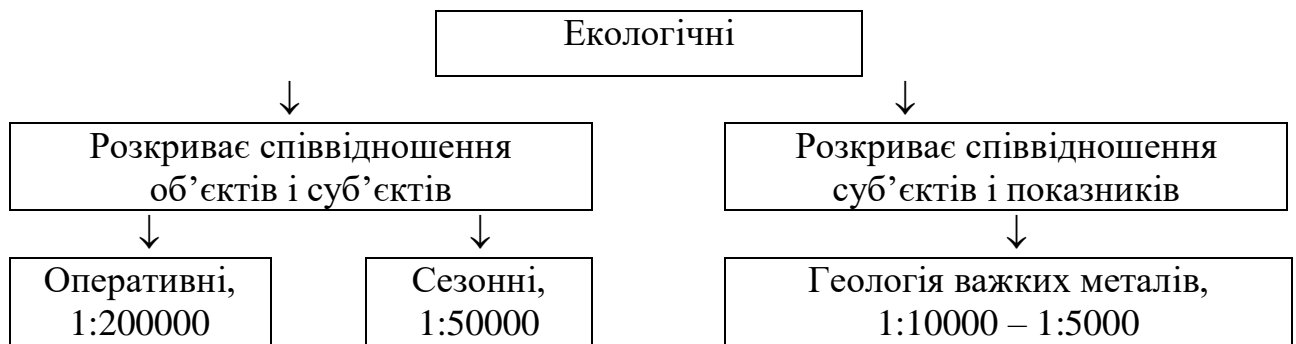 Екологічні
Розкриває співвідношення
об’єктів і суб’єктів
Розкриває співвідношення
суб’єктів і показників
Оперативні,
1:200000
Сезонні,
1:50000
Геологія важких металів,
1:10000 – 1:5000